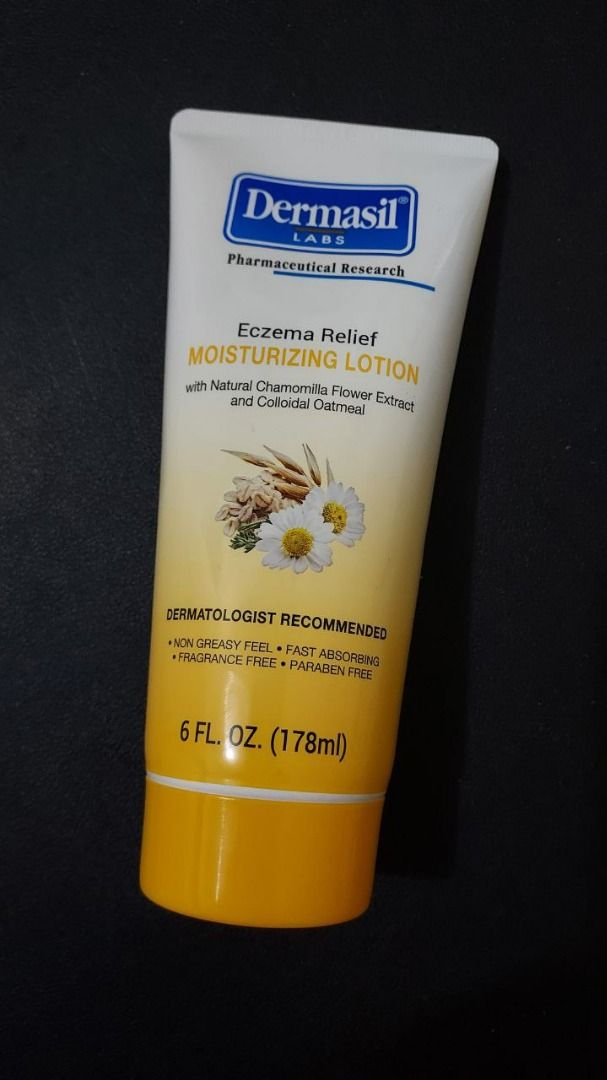 Dermasil®
LABS
Pharmaceutical Research
Eczema Relief
MOISTURIZING LOTION
with Natural Chamomilla Flower Extract
and Colloidal Oatmeal
DERMATOLOGIST RECOMMENDED
• NON GREASY FEEL • FAST ABSORBING
• FRAGRANCE FREE • PARABEN FREE
6 FL. OZ. (178ml)